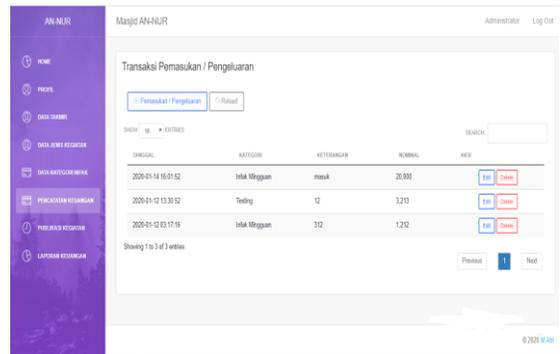 AN-NUR
Masjid AN-NUR
Administrator Log Out
HOME
PROFIL
DATA TAKMIR
DATA JENIS KEGIATAN
DATA KATEGORI INFAK
PENCATATAN KEUANGAN
PUBLIKASI KEGIATAN
LAPORAN KEUANGAN
Transaksi Pemasukan / Pengeluaran
Pemasukan / Pengeluaran Reload
SHOW 10 ENTRIES
SEARCH:
TANGGAL KATEGORI KETERANGAN NOMINAL AKSI
2020-01-14 16:01:52 Infak Mingguan masuk 20,000 Edit Delete
2020-01-12 13:30:52 Testing 12 3,213 Edit Delete
2020-01-12 03:17:16 Infak Mingguan 312 1,212 Edit Delete
Showing 1 to 3 of 3 entries
Previous 1 Next
© 2020